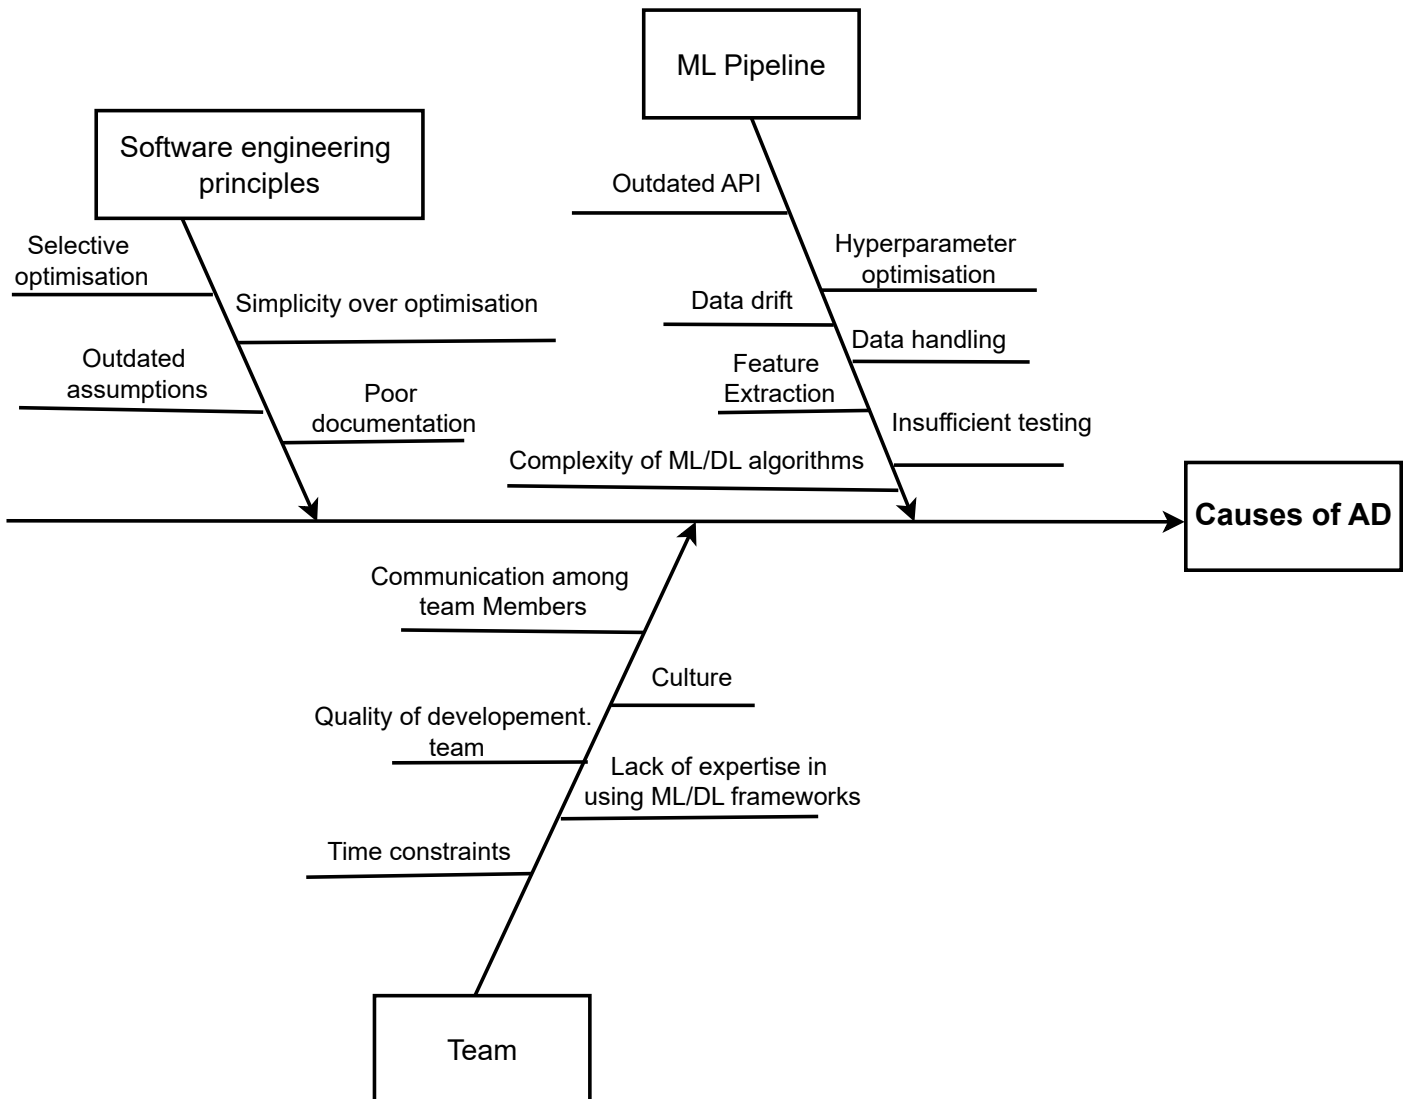 ML Pipeline
Software engineering
principles
Outdated API
Selective
optimisation
Hyperparameter
optimisation
Simplicity over optimisation
Data drift
Data handling
Outdated
assumptions
Feature
Extraction
Poor
documentation
Insufficient testing
Complexity of ML/DL algorithms
Causes of AD
Communication among
team Members
Culture
Quality of developement.
team
Lack of expertise in
using ML/DL frameworks
Time constraints
Team